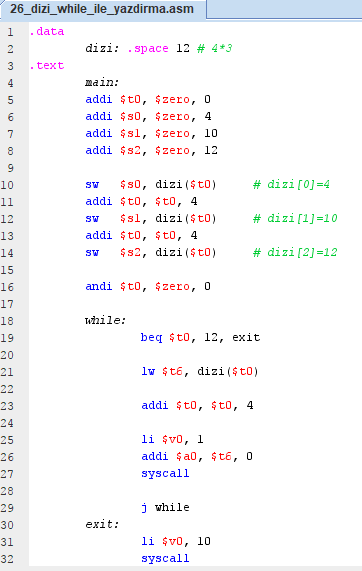 26_dizi_while_ile_yazdirma.asm
1 .data
2 dizi: .space 12 # 4*3
3 .text
4 main:
5 addi $t0, $zero, 0
6 addi $s0, $zero, 4
7 addi $s1, $zero, 10
8 addi $s2, $zero, 12
9
10 sw $s0, dizi($t0) # dizi[0]=4
11 addi $t0, $t0, 4
12 sw $s1, dizi($t0) # dizi[1]=10
13 addi $t0, $t0, 4
14 sw $s2, dizi($t0) # dizi[2]=12
15
16 andi $t0, $zero, 0
17
18 while:
19 beq $t0, 12, exit
20
21 lw $t6, dizi($t0)
22
23 addi $t0, $t0, 4
24
25 li $v0, 1
26 addi $a0, $t6, 0
27 syscall
28
29 j while
30 exit:
31 li $v0, 10
32 syscall